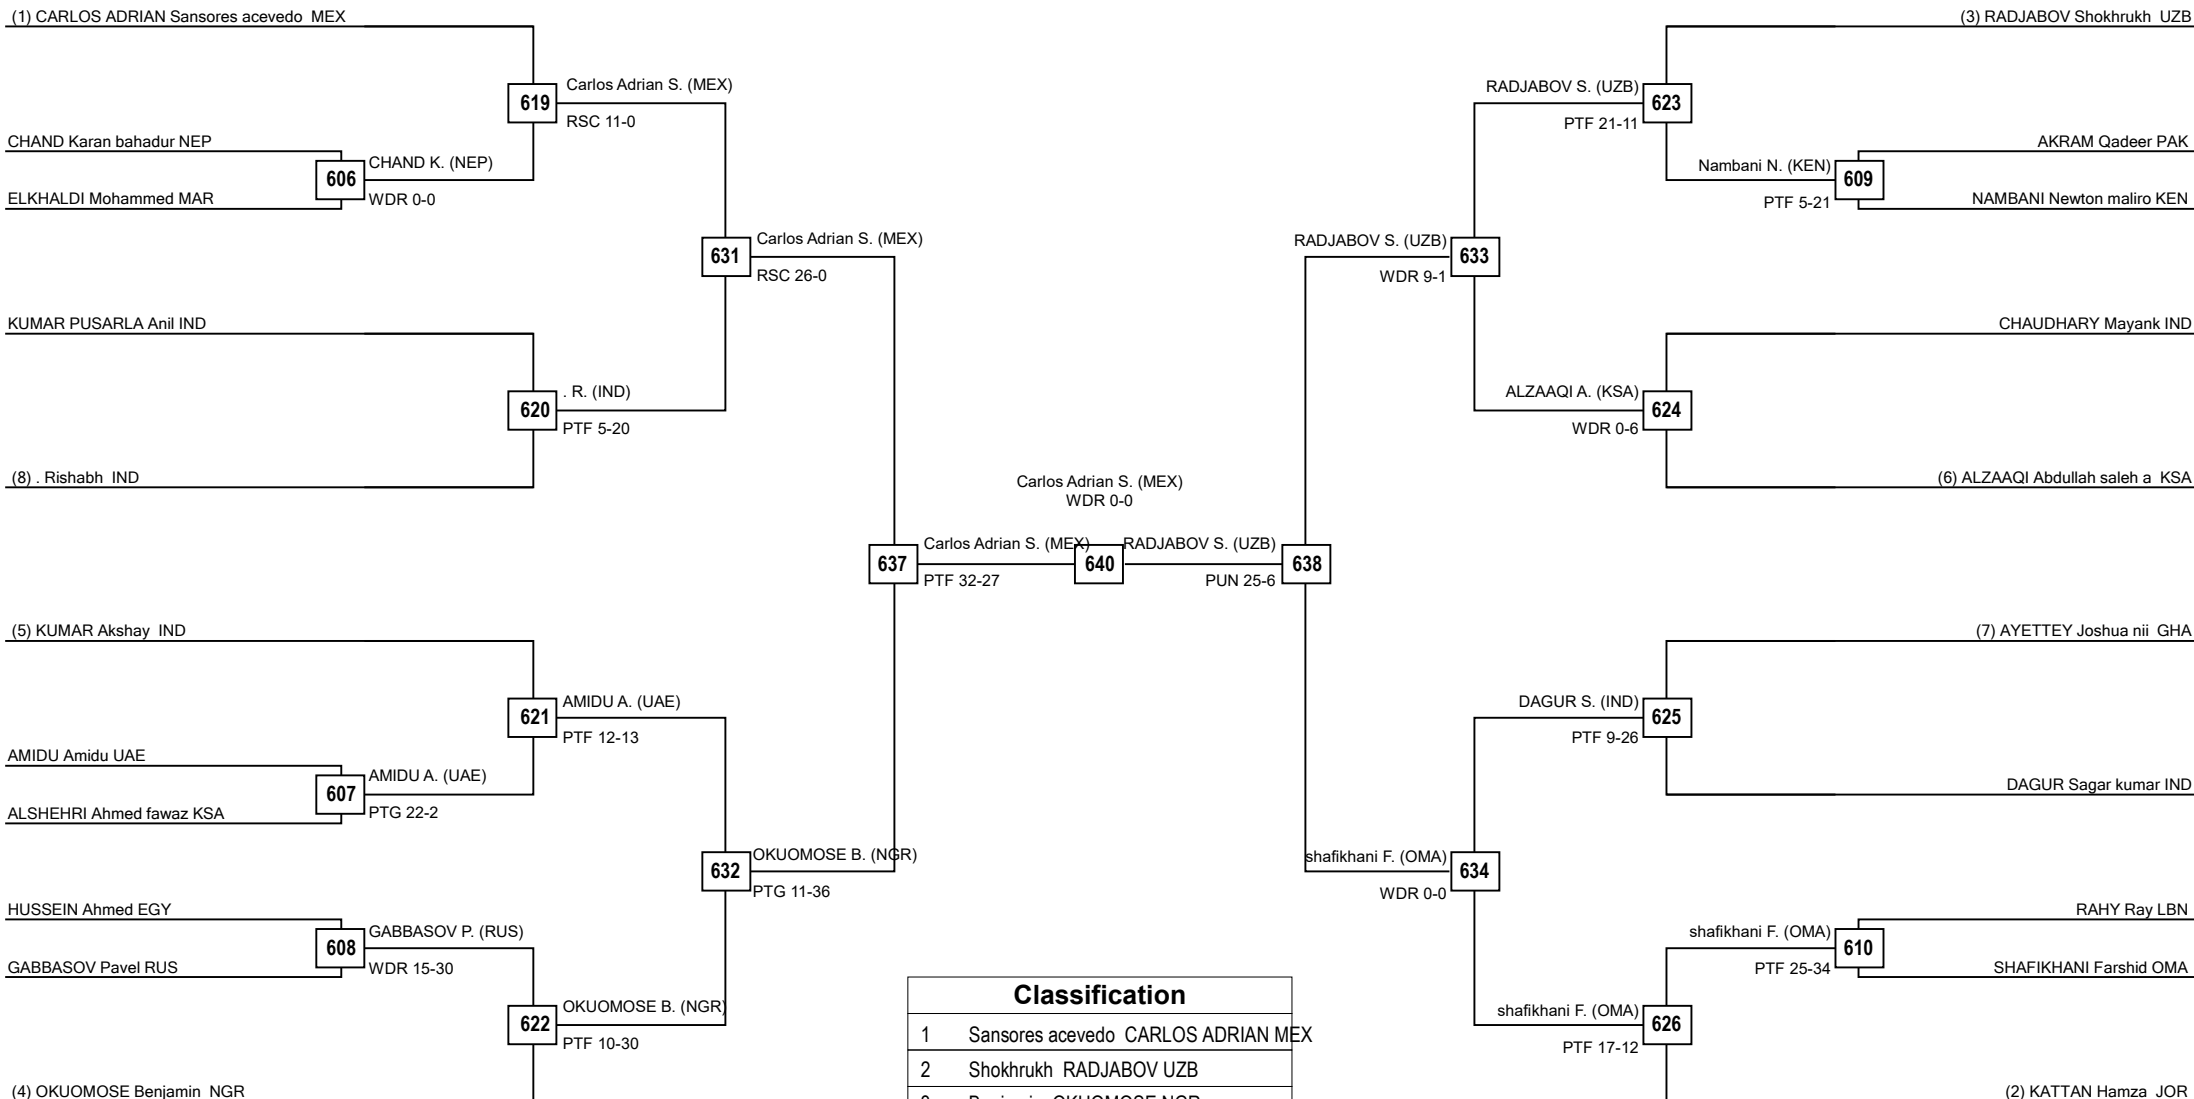 (1) CARLOS ADRIAN Sansores acevedo MEX
(3) RADJABOV Shokhrukh UZB
619
Carlos Adrian S. (MEX)
RSC 11-0
RADJABOV S. (UZB)
PTF 21-11
623
CHAND Karan bahadur NEP
ELKHALDI Mohammed MAR
606
CHAND K. (NEP)
WDR 0-0
Nambani N. (KEN)
PTF 5-21
609
AKRAM Qadeer PAK
NAMBANI Newton maliro KEN
631
Carlos Adrian S. (MEX)
RSC 26-0
RADJABOV S. (UZB)
WDR 9-1
633
KUMAR PUSARLA Anil IND
CHAUDHARY Mayank IND
620
. R. (IND)
PTF 5-20
ALZAAQI A. (KSA)
WDR 0-6
624
(8) . Rishabh IND
(6) ALZAAQI Abdullah saleh a KSA
Carlos Adrian S. (MEX)
WDR 0-0
637
Carlos Adrian S. (MEX)
PTF 32-27
640
RADJABOV S. (UZB)
PUN 25-6
638
(5) KUMAR Akshay IND
(7) AYETTEY Joshua nii GHA
621
AMIDU A. (UAE)
PTF 12-13
DAGUR S. (IND)
PTF 9-26
625
AMIDU Amidu UAE
ALSHEHRI Ahmed fawaz KSA
607
AMIDU A. (UAE)
PTG 22-2
DAGUR Sagar kumar IND
632
OKUOMOSE B. (NGR)
PTG 11-36
shafikhani F. (OMA)
WDR 0-0
634
HUSSEIN Ahmed EGY
GABBASOV Pavel RUS
608
GABBASOV P. (RUS)
WDR 15-30
shafikhani F. (OMA)
PTF 25-34
610
RAHY Ray LBN
SHAFIKHANI Farshid OMA
622
OKUOMOSE B. (NGR)
PTF 10-30
shafikhani F. (OMA)
PTF 17-12
626
(4) OKUOMOSE Benjamin NGR
(2) KATTAN Hamza JOR
Classification
1 Sansores acevedo CARLOS ADRIAN MEX
2 Shokhrukh RADJABOV UZB